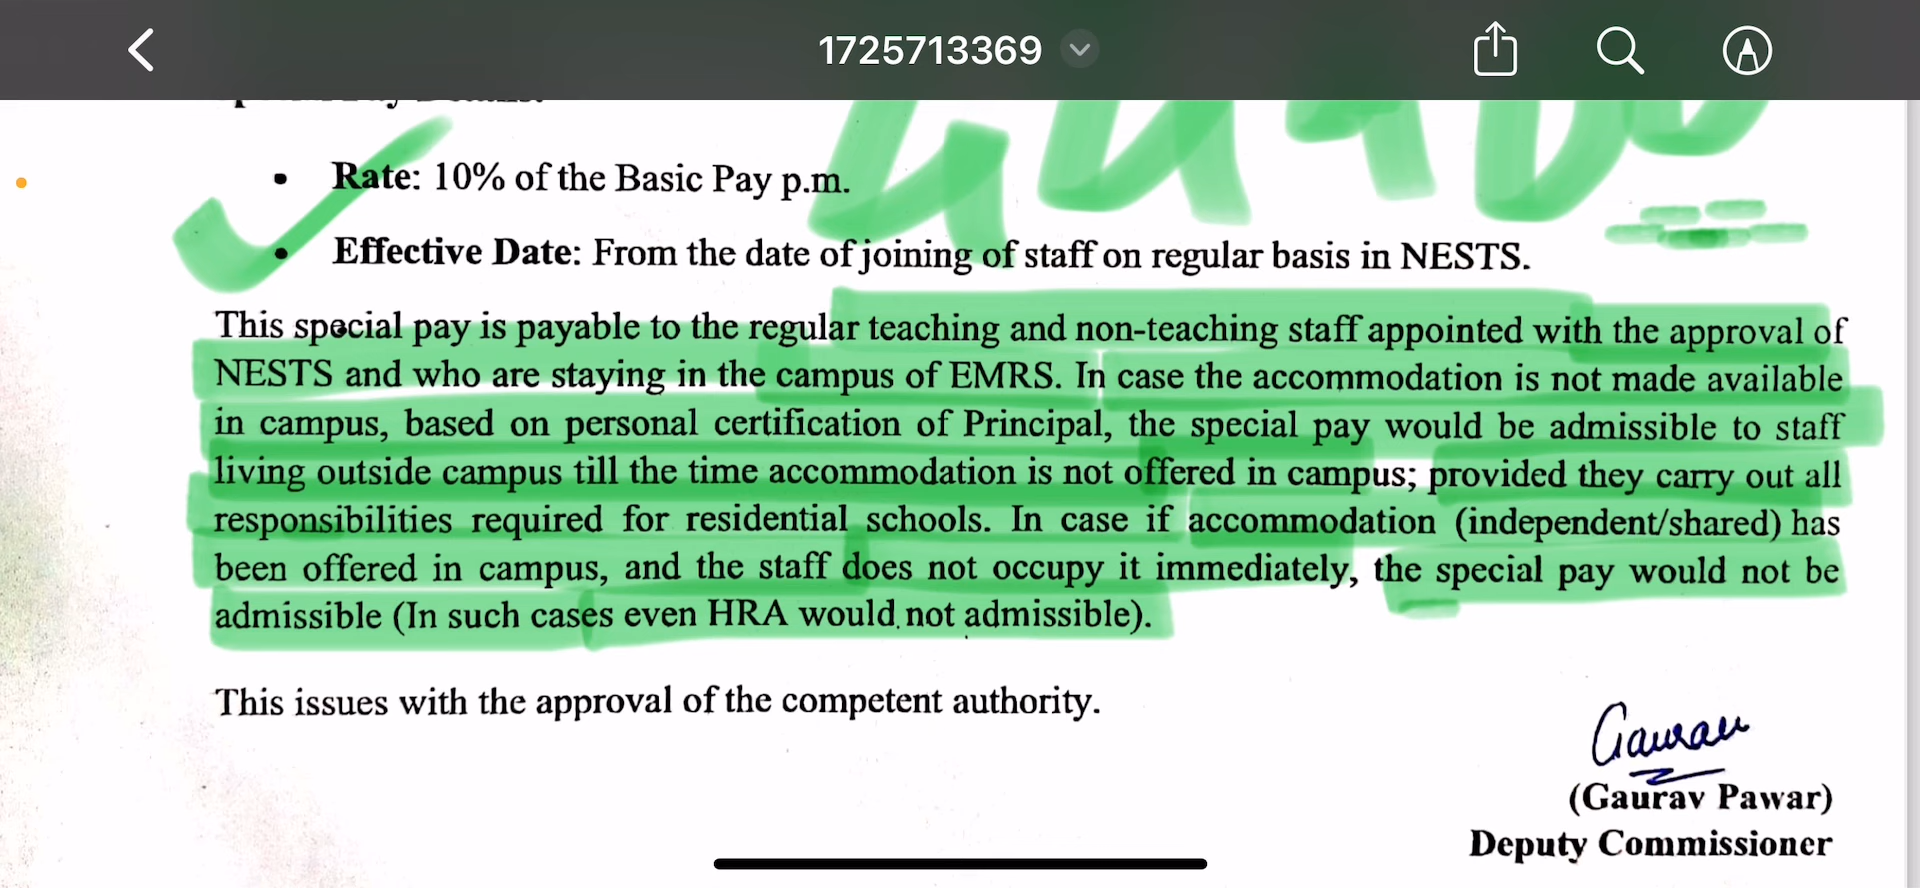 1725713369
• Rate: 10% of the Basic Pay p.m.
• Effective Date: From the date of joining of staff on regular basis in NESTS.
This special pay is payable to the regular teaching and non-teaching staff appointed with the approval of
NESTS and who are staying in the campus of EMRS. In case the accommodation is not made available
in campus, based on personal certification of Principal, the special pay would be admissible to staff
living outside campus till the time accommodation is not offered in campus; provided they carry out all
responsibilities required for residential schools. In case if accommodation (independent/shared) has
been offered in campus, and the staff does not occupy it immediately, the special pay would not be
admissible (In such cases even HRA would not admissible).
This issues with the approval of the competent authority.
Gaurav
(Gaurav Pawar)
Deputy Commissioner